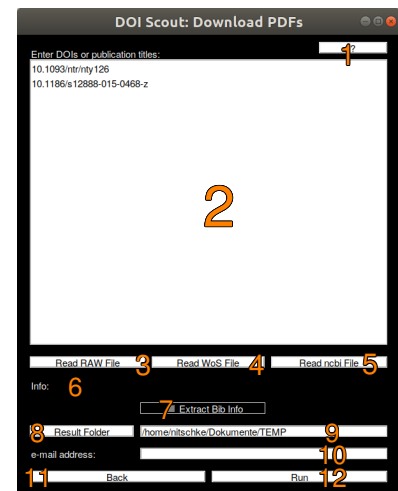 DOI Scout: Download PDFs
1 ?
Enter DOIs or publication titles:
10.1093/ntr/nty126
10.1186/s12888-015-0468-z
2
Read RAW File 3 Read WoS File 4 Read ncbi File 5
Info: 6
7 Extract Bib Info
8 Result Folder /home/nitschke/Dokumente/TEMP 9
e-mail address: 10
11 Back Run 12